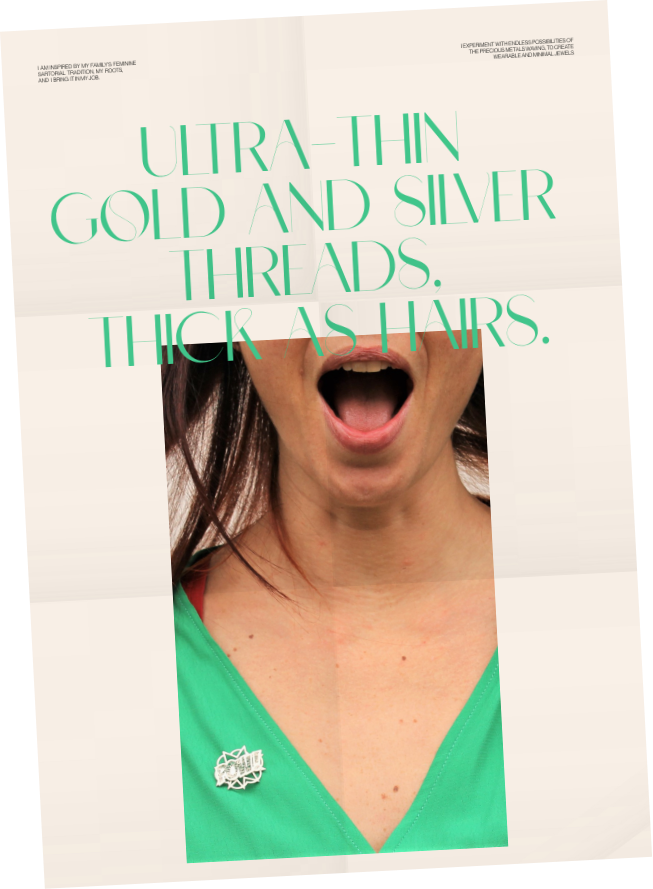 I AM INSPIRED BY MY FAMILY'S FEMININE
SARTORIAL TRADITION, MY ROOTS,
AND I BRING IT IN MY JOB.
I EXPERIMENT WITH ENDLESS POSSIBILITIES OF
THE PRECIOUS METALS WAVING, TO CREATE
WEARABLE AND MINIMAL JEWELS
ULTRA-THIN
GOLD AND SILVER
THREADS.
THICK AS HAIRS.